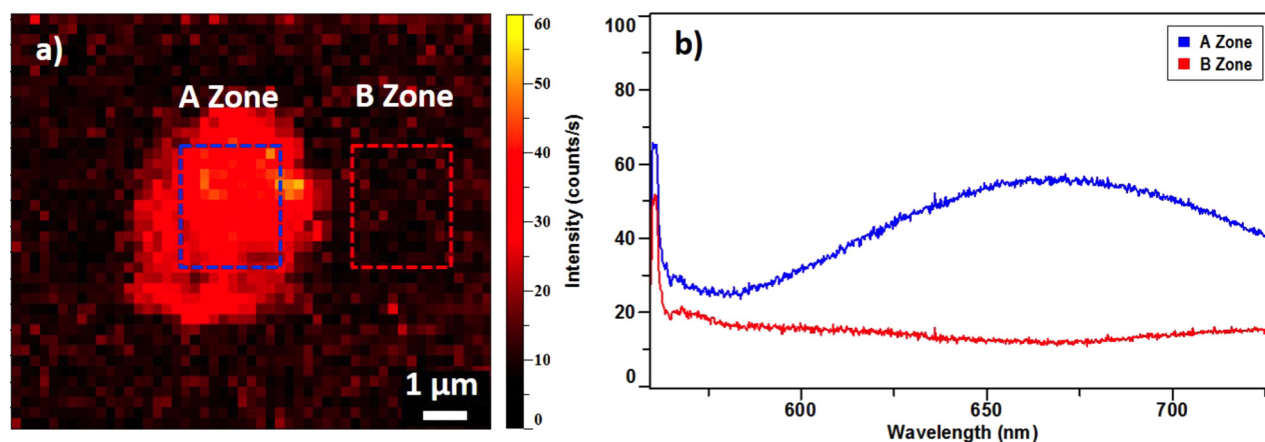 a)
A Zone
B Zone
1 μm
60
50
40
30
20
10
0
Intensity (counts/s)
b)
A Zone
B Zone
100
80
60
40
20
0
600
650
700
Wavelength (nm)